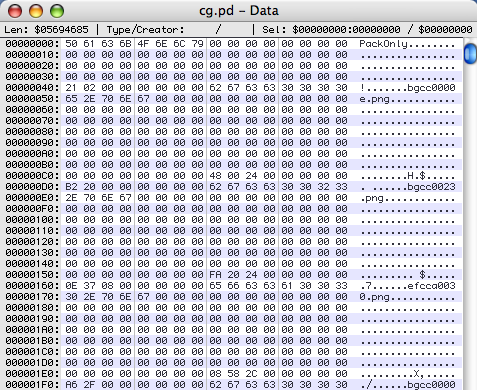 cg.pd - Data
Len: $05694685 | Type/Creator: / | Sel: $00000000:00000000 / $00000000
00000000: 50 61 63 6B 4F 6E 6C 79 00 00 00 00 00 00 00 00 PackOnly........
00000010: 00 00 00 00 00 00 00 00 00 00 00 00 00 00 00 00 ................
00000020: 00 00 00 00 00 00 00 00 00 00 00 00 00 00 00 00 ................
00000030: 00 00 00 00 00 00 00 00 00 00 00 00 00 00 00 00 ................
00000040: 21 02 00 00 00 00 00 00 62 67 63 63 30 30 30 30 !.......bgcc0000
00000050: 65 2E 70 6E 67 00 00 00 00 00 00 00 00 00 00 00 e.png...........
00000060: 00 00 00 00 00 00 00 00 00 00 00 00 00 00 00 00 ................
00000070: 00 00 00 00 00 00 00 00 00 00 00 00 00 00 00 00 ................
00000080: 00 00 00 00 00 00 00 00 00 00 00 00 00 00 00 00 ................
00000090: 00 00 00 00 00 00 00 00 00 00 00 00 00 00 00 00 ................
000000A0: 00 00 00 00 00 00 00 00 00 00 00 00 00 00 00 00 ................
000000B0: 00 00 00 00 00 00 00 00 00 00 00 00 00 00 00 00 ................
000000C0: 00 00 00 00 00 00 00 00 48 00 24 00 00 00 00 00 ........H.$.....
000000D0: B2 20 00 00 00 00 00 00 62 67 63 63 30 30 32 33 . ......bgcc0023
000000E0: 2E 70 6E 67 00 00 00 00 00 00 00 00 00 00 00 00 .png............
000000F0: 00 00 00 00 00 00 00 00 00 00 00 00 00 00 00 00 ................
00000100: 00 00 00 00 00 00 00 00 00 00 00 00 00 00 00 00 ................
00000110: 00 00 00 00 00 00 00 00 00 00 00 00 00 00 00 00 ................
00000120: 00 00 00 00 00 00 00 00 00 00 00 00 00 00 00 00 ................
00000130: 00 00 00 00 00 00 00 00 00 00 00 00 00 00 00 00 ................
00000140: 00 00 00 00 00 00 00 00 00 00 00 00 00 00 00 00 ................
00000150: 00 00 00 00 00 00 00 00 FA 20 24 00 00 00 00 00 ......... $.....
00000160: 0E 37 08 00 00 00 00 00 65 66 63 63 61 30 30 33 .7......efcca003
00000170: 30 2E 70 6E 67 00 00 00 00 00 00 00 00 00 00 00 0.png...........
00000180: 00 00 00 00 00 00 00 00 00 00 00 00 00 00 00 00 ................
00000190: 00 00 00 00 00 00 00 00 00 00 00 00 00 00 00 00 ................
000001A0: 00 00 00 00 00 00 00 00 00 00 00 00 00 00 00 00 ................
000001B0: 00 00 00 00 00 00 00 00 00 00 00 00 00 00 00 00 ................
000001C0: 00 00 00 00 00 00 00 00 00 00 00 00 00 00 00 00 ................
000001D0: 00 00 00 00 00 00 00 00 00 00 00 00 00 00 00 00 ................
000001E0: 00 00 00 00 00 00 00 00 08 58 2C 00 00 00 00 00 .........X,.....
000001F0: A6 2F 00 00 00 00 00 00 62 67 63 63 30 30 30 30 ./......bgcc0000